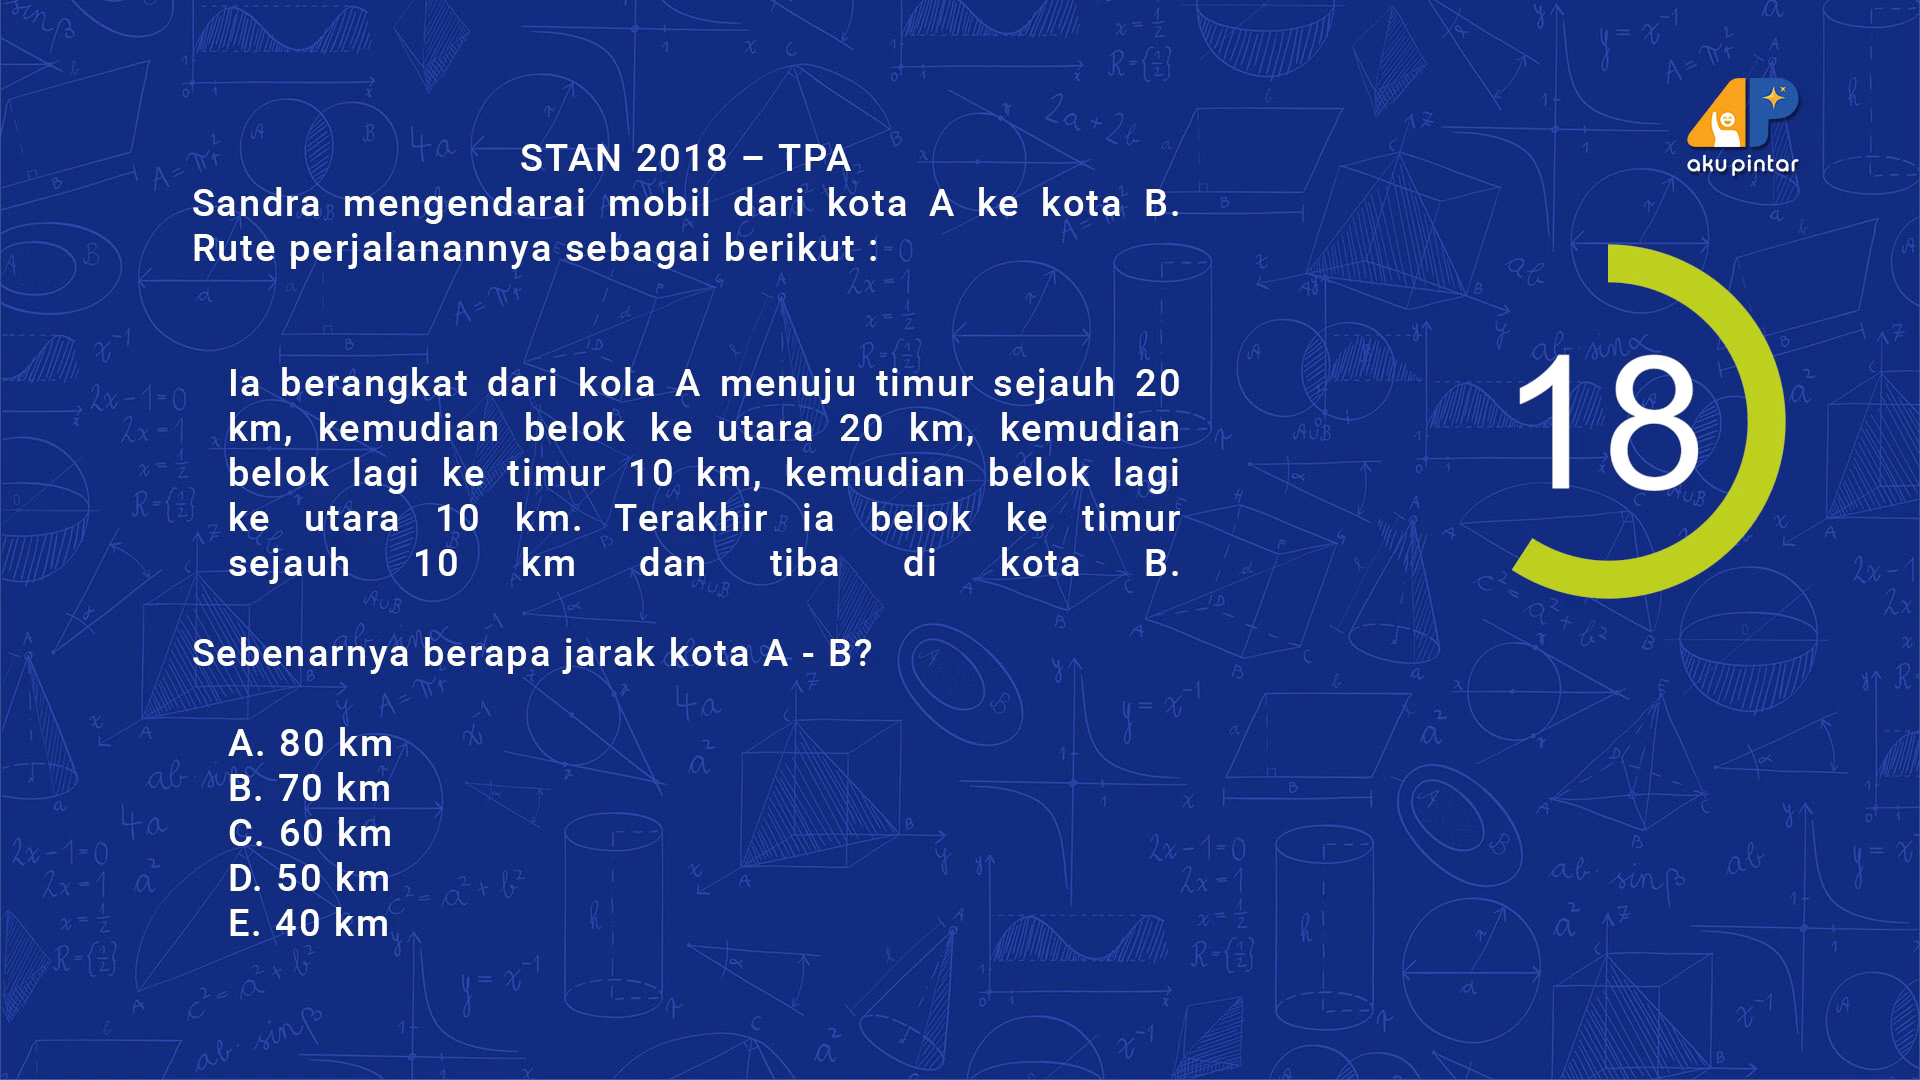 STAN 2018 – TPA
Sandra mengendarai mobil dari kota A ke kota B.
Rute perjalanannya sebagai berikut :
Ia berangkat dari kola A menuju timur sejauh 20
km, kemudian belok ke utara 20 km, kemudian
belok lagi ke timur 10 km, kemudian belok lagi
ke utara 10 km. Terakhir ia belok ke timur
sejauh 10 km dan tiba di kota B.
Sebenarnya berapa jarak kota A - B?
A. 80 km
B. 70 km
C. 60 km
D. 50 km
E. 40 km
aku pintar
18